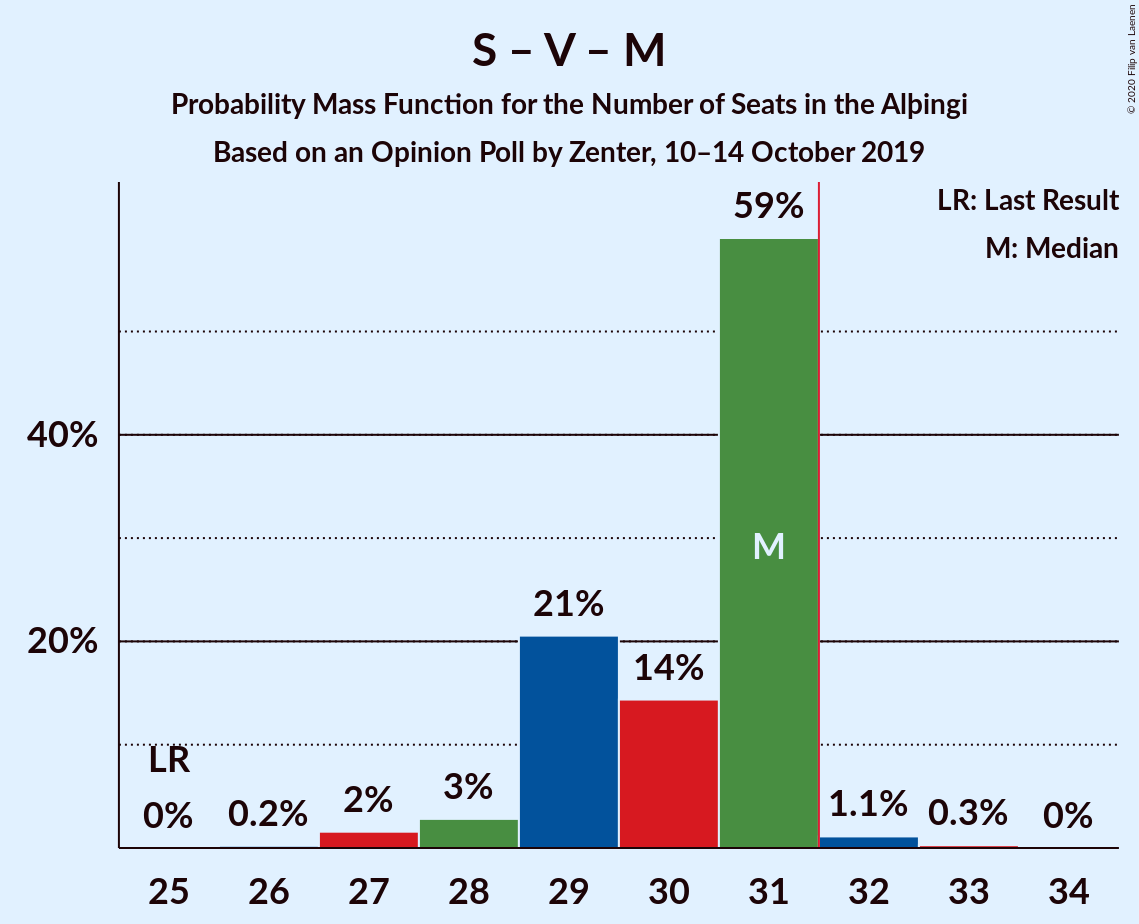 S – V – M
Probability Mass Function for the Number of Seats in the Alþingi
Based on an Opinion Poll by Zenter, 10–14 October 2019
© 2020 Filip van Laenen
LR: Last Result
M: Median
59%
40%
M
21%
20%
14%
LR
0%
0.2%
2%
3%
1.1%
0.3%
0%
25 26 27 28 29 30 31 32 33 34